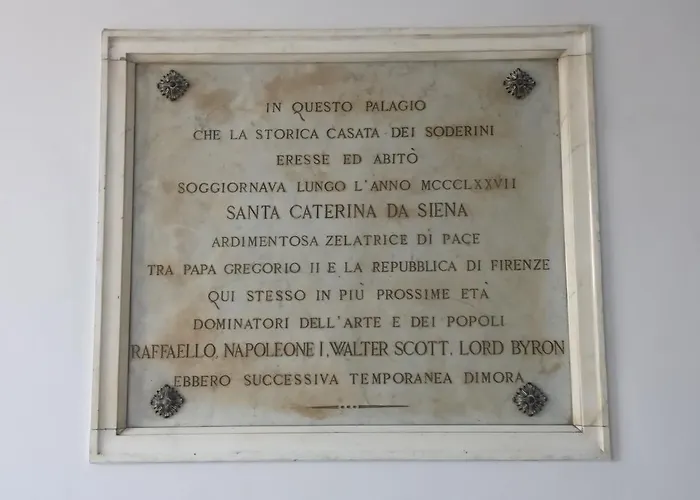 IN QUESTO PALAGIO
CHE LA STORICA CASATA DEI SODERINI
ERESSE ED ABITÒ
SOGGIORNAVA LUNGO L'ANNO MCCCLXXVII
SANTA CATERINA DA SIENA
ARDIMENTOSA ZELATRICE DI PACE
TRA PAPA GREGORIO II E LA REPUBBLICA DI FIRENZE
QUI STESSO IN PIÙ PROSSIME ETÀ
DOMINATORI DELL'ARTE E DEI POPOLI
RAFFAELLO, NAPOLEONE I, WALTER SCOTT, LORD BYRON
EBBERO SUCCESSIVA TEMPORANEA DIMORA